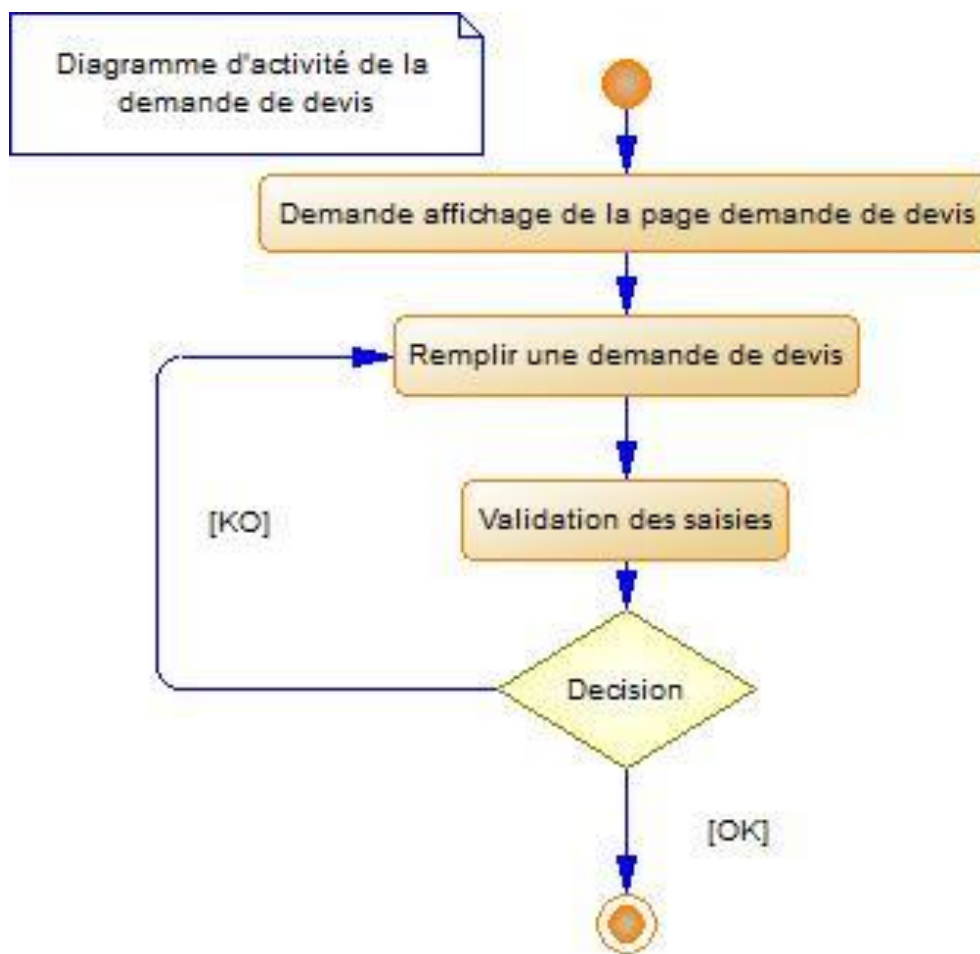 Diagramme d'activité de la
demande de devis
Demande affichage de la page demande de devis
Remplir une demande de devis
Validation des saisies
[KO]
Decision
[OK]